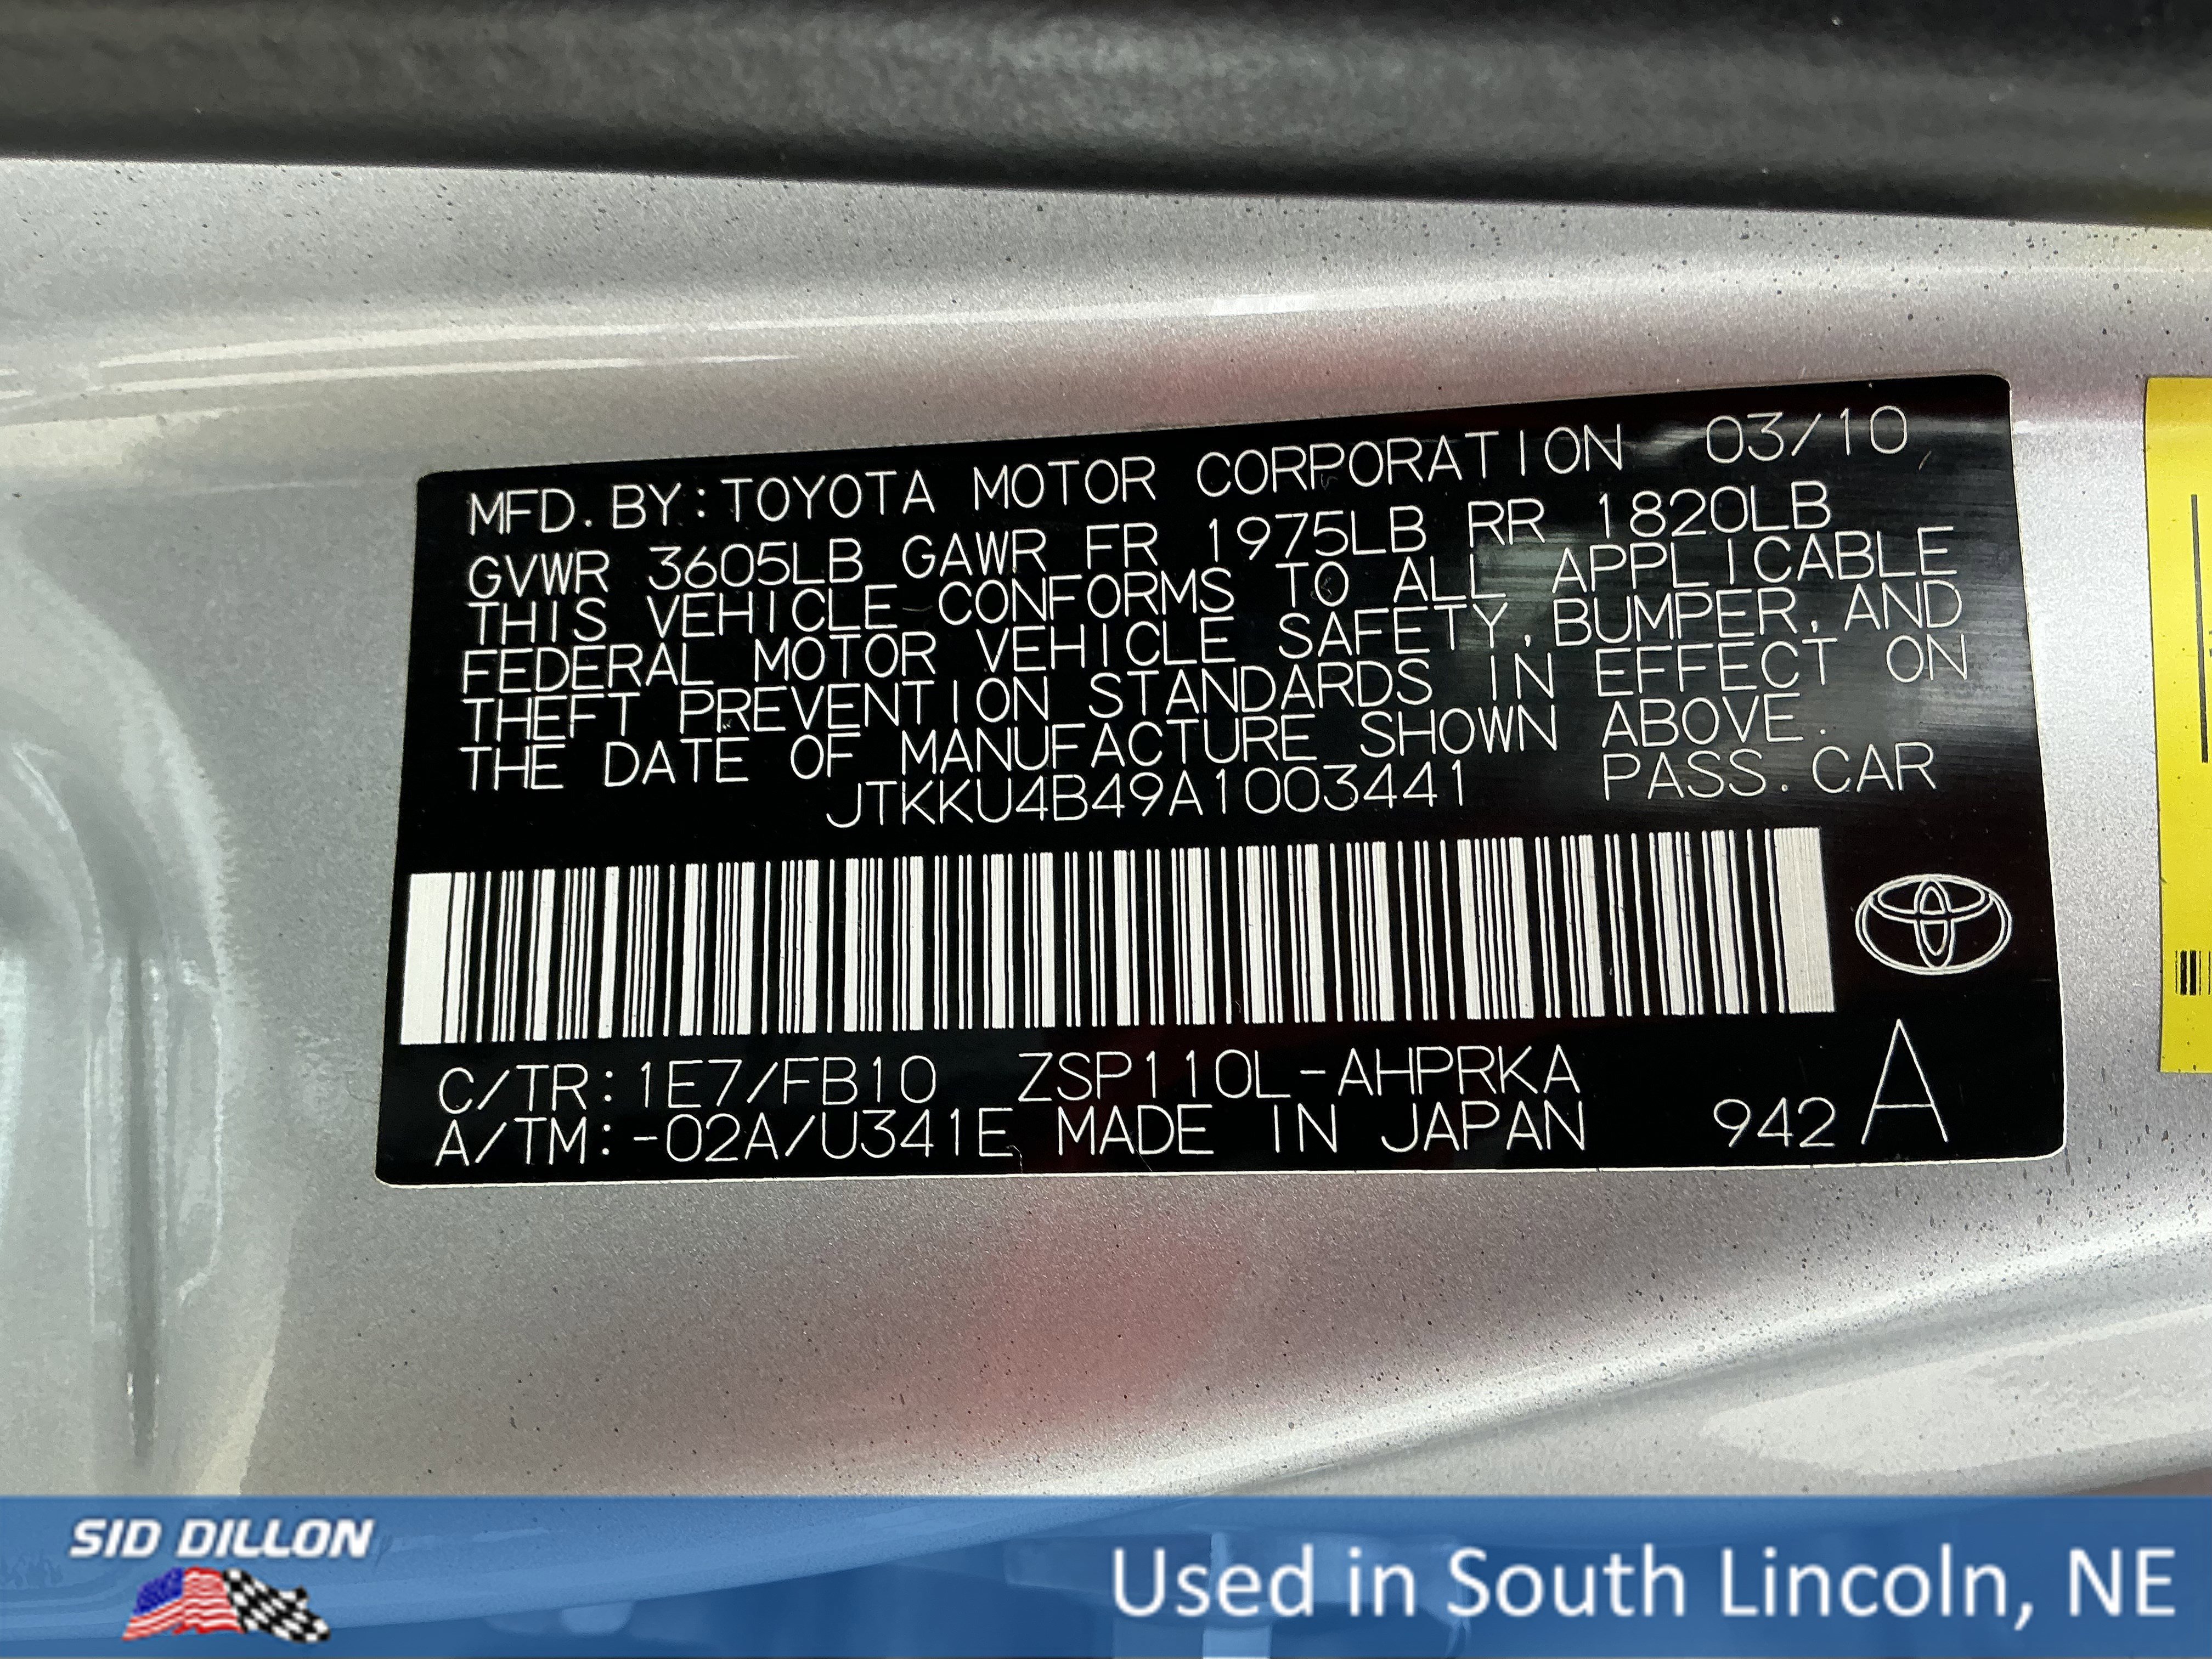 MFD. BY: TOYOTA MOTOR CORPORATION 03/10
GVWR 3605LB GAWR FR 1975LB RR 1820LB
THIS VEHICLE CONFORMS TO ALL APPLICABLE
FEDERAL MOTOR VEHICLE SAFETY, BUMPER, AND
THEFT PREVENTION STANDARDS IN EFFECT ON
THE DATE OF MANUFACTURE SHOWN ABOVE.
JTKKU4B49A1003441 PASS. CAR
C/TR: 1E7/FB10 ZSP110L-AHPRKA
A/TM: -02A/U341E MADE IN JAPAN 942 A
SID DILLON
Used in South Lincoln, NE